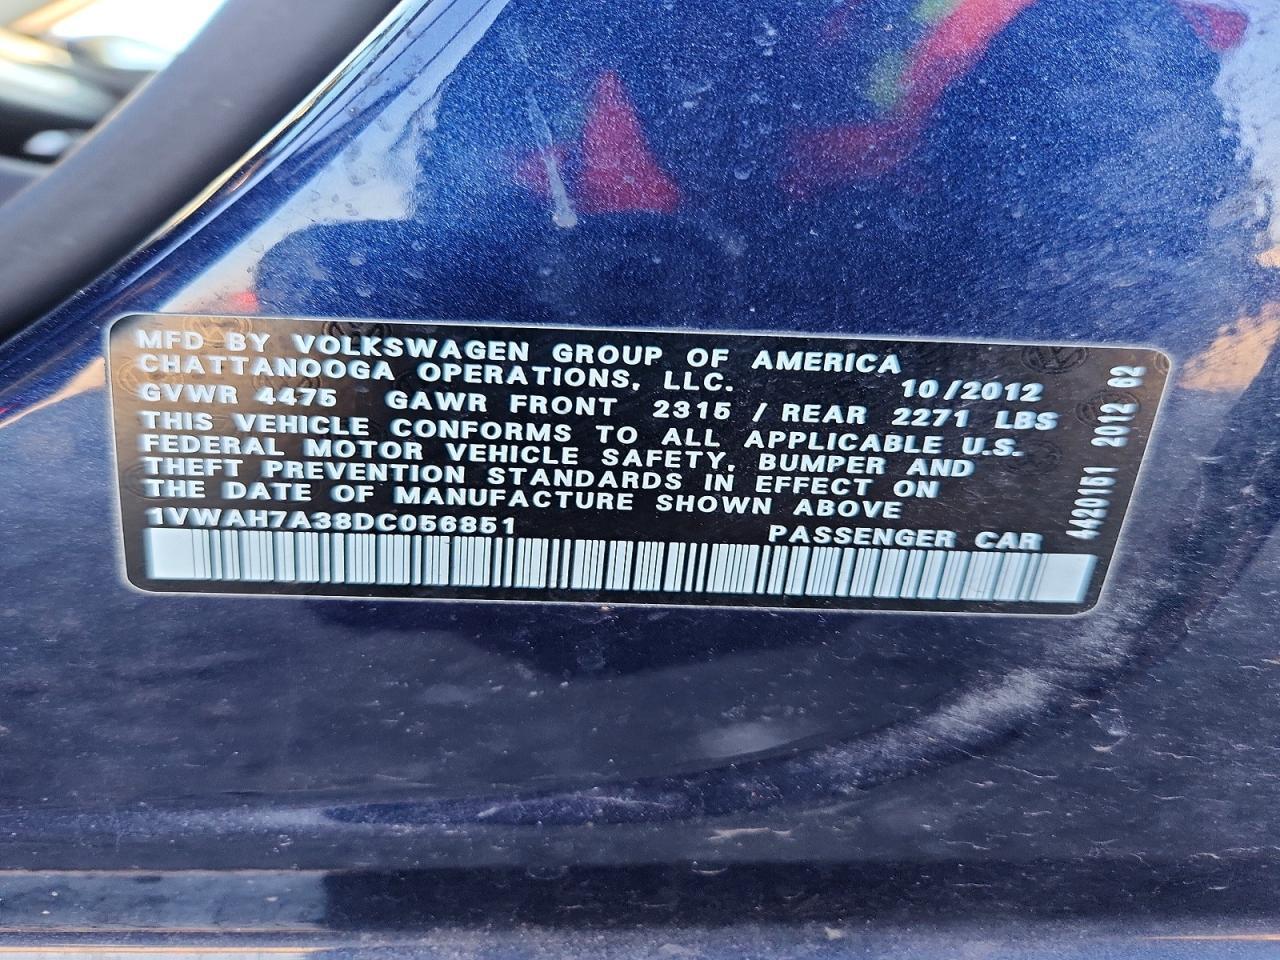 MFD BY VOLKSWAGEN GROUP OF AMERICA
CHATTANOOGA OPERATIONS, LLC. 10/2012
GVWR 4475 GAWR FRONT 2315 / REAR 2271 LBS
THIS VEHICLE CONFORMS TO ALL APPLICABLE U.S.
FEDERAL MOTOR VEHICLE SAFETY, BUMPER AND
THEFT PREVENTION STANDARDS IN EFFECT ON
THE DATE OF MANUFACTURE SHOWN ABOVE
1VWAH7A38DC056851 PASSENGER CAR
4420151 2012 62